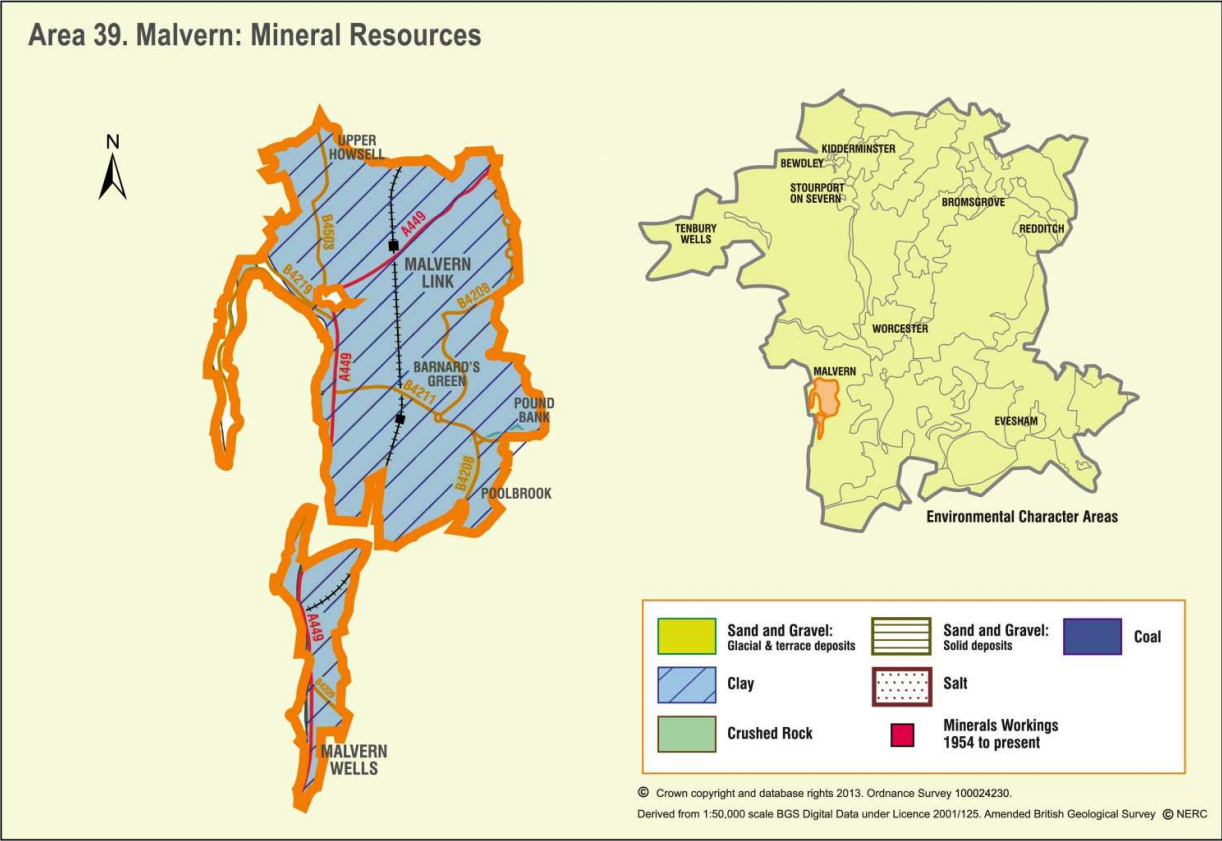 Area 39. Malvern: Mineral Resources
N
UPPER
HOWSELL
B4503
A449
MALVERN
LINK
B4219
B4208
A449
BARNARD'S
GREEN
B4211
POUND
BANK
B4208
POOLBROOK
A449
B4209
MALVERN
WELLS
KIDDERMINSTER
BEWDLEY
STOURPORT
ON SEVERN
BROMSGROVE
TENBURY
WELLS
REDDITCH
WORCESTER
MALVERN
EVESHAM
Environmental Character Areas
Sand and Gravel:
Glacial & terrace deposits
Sand and Gravel:
Solid deposits
Coal
Clay
Salt
Crushed Rock
Minerals Workings
1954 to present
© Crown copyright and database rights 2013. Ordnance Survey 100024230.
Derived from 1:50,000 scale BGS Digital Data under Licence 2001/125. Amended British Geological Survey © NERC